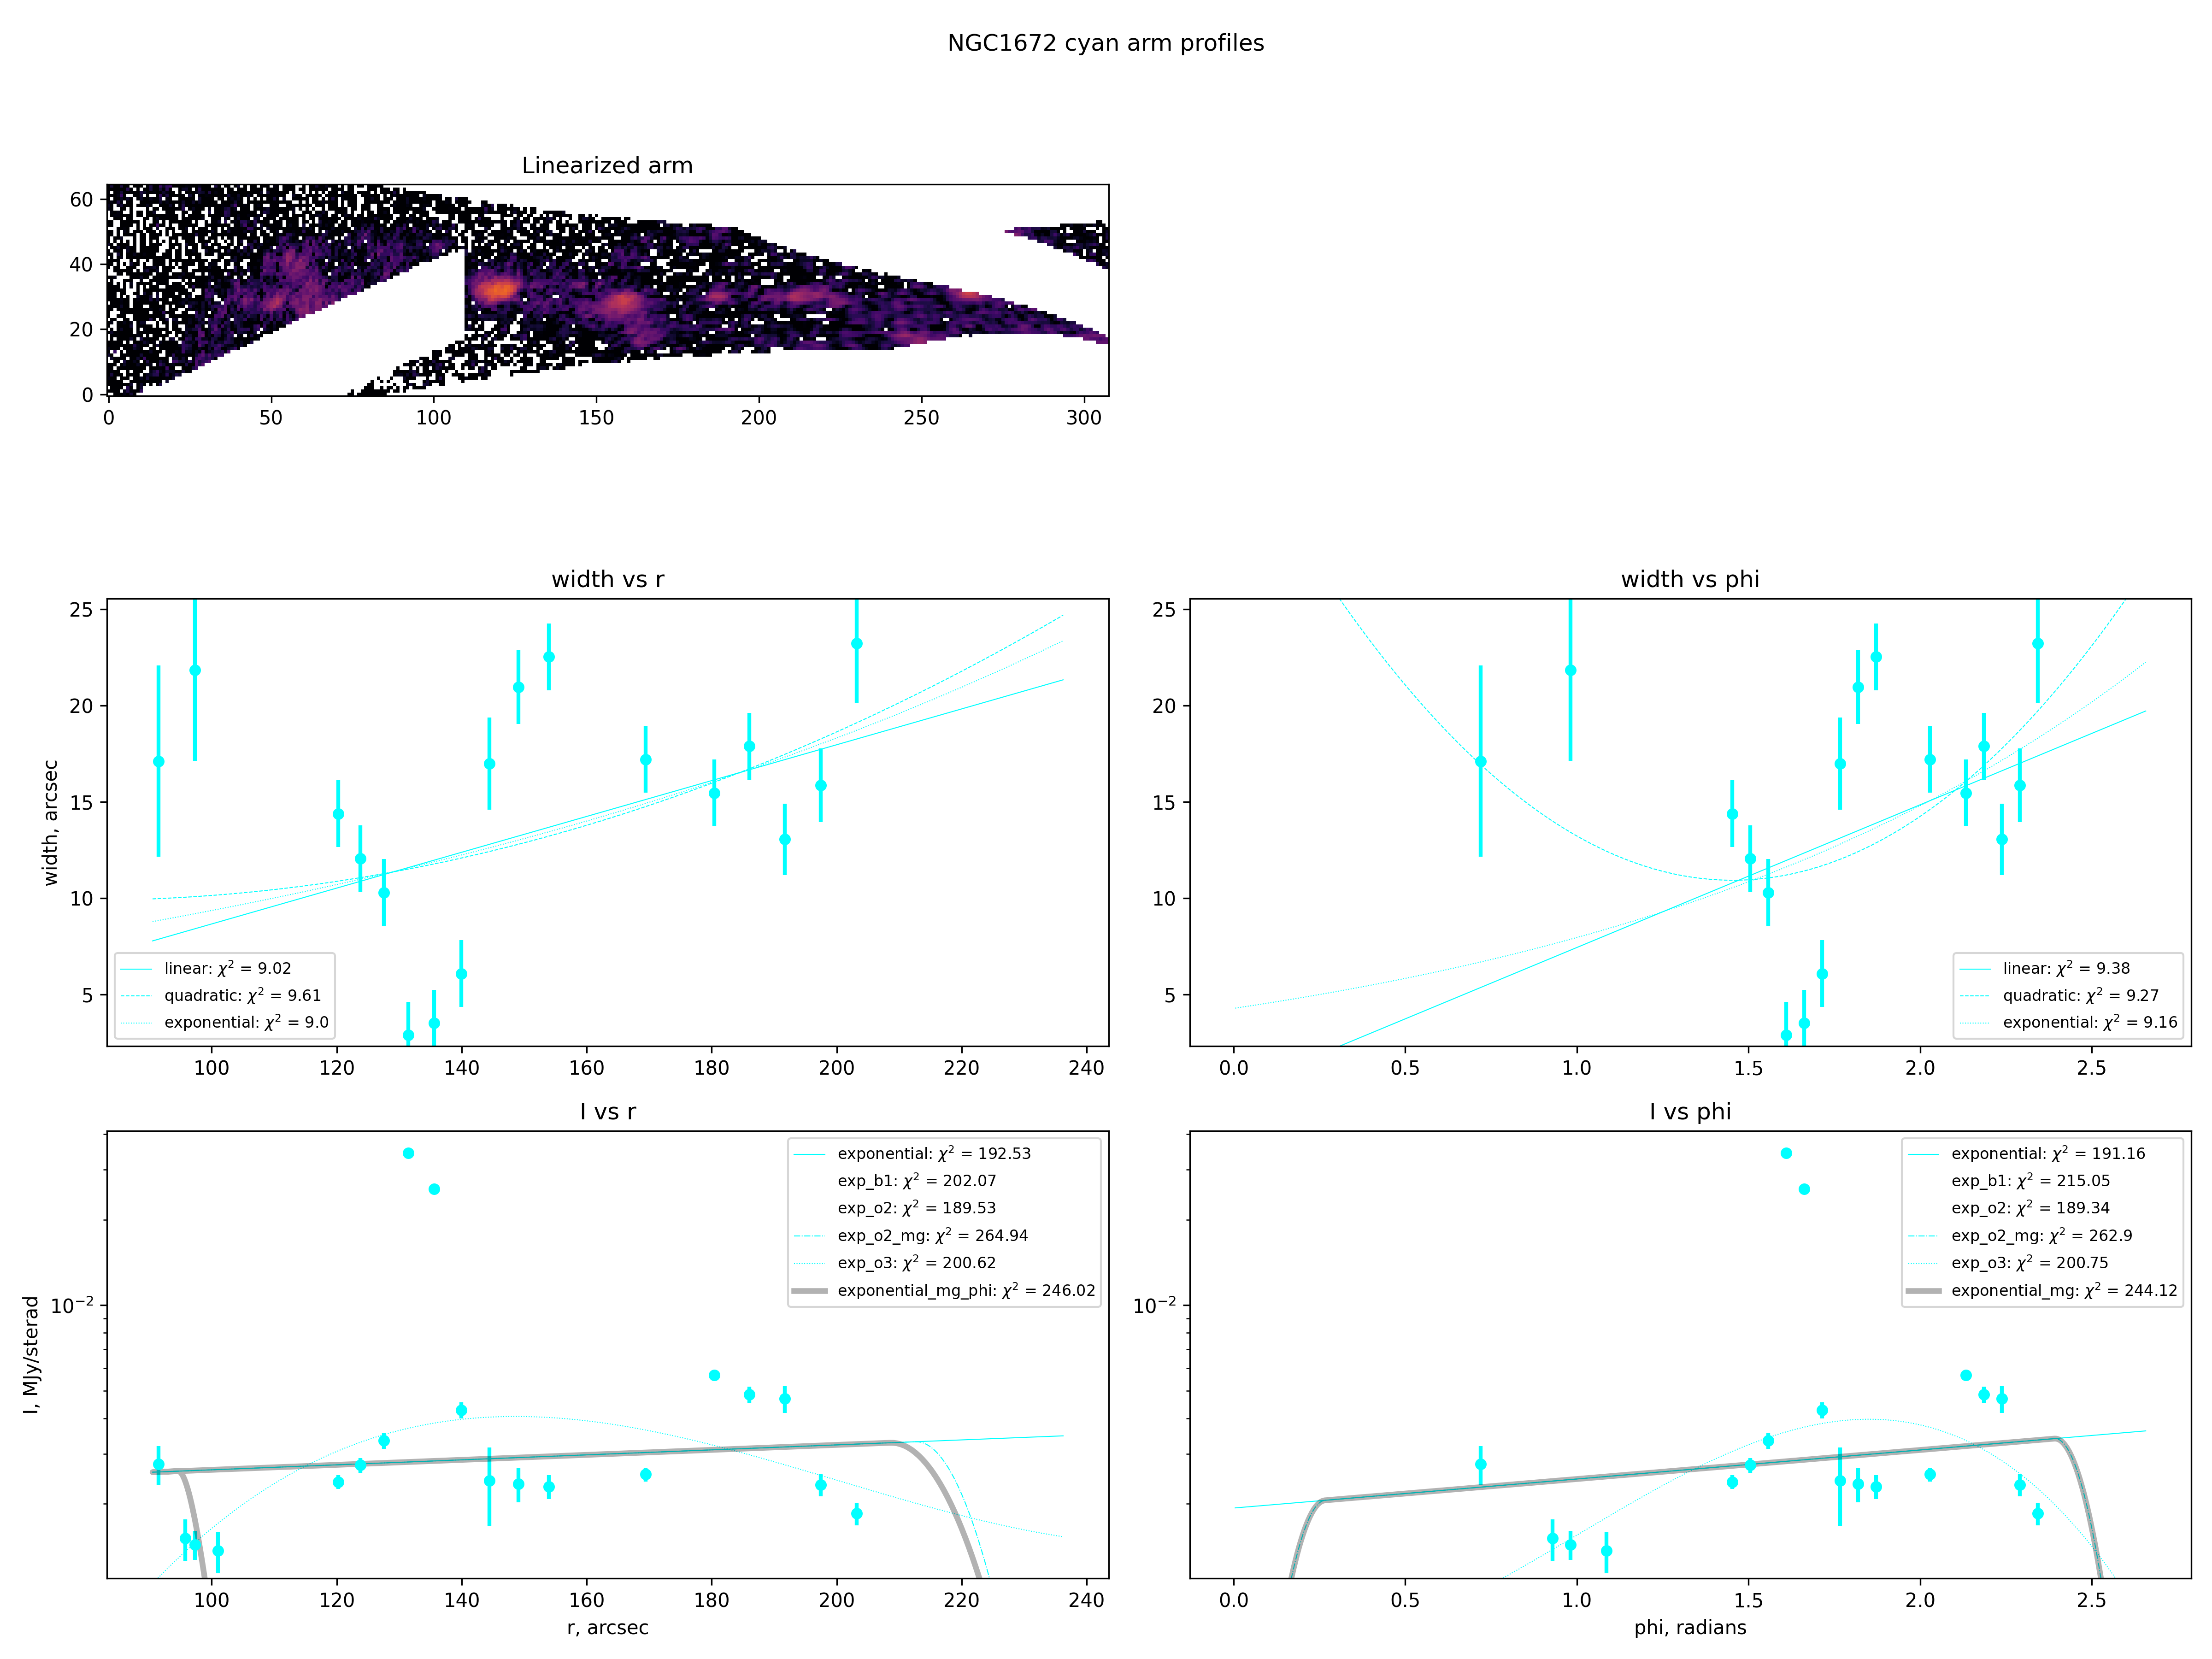 NGC1672 cyan arm profiles
Linearized arm
60
40
20
0
0 50 100 150 200 250 300
width vs r
width, arcsec
25
20
15
10
5
linear: χ² = 9.02
quadratic: χ² = 9.61
exponential: χ² = 9.0
100 120 140 160 180 200 220 240
width vs phi
25
20
15
10
5
linear: χ² = 9.38
quadratic: χ² = 9.27
exponential: χ² = 9.16
0.0 0.5 1.0 1.5 2.0 2.5
I vs r
I, MJy/sterad
10⁻²
exponential: χ² = 192.53
exp_b1: χ² = 202.07
exp_o2: χ² = 189.53
exp_o2_mg: χ² = 264.94
exp_o3: χ² = 200.62
exponential_mg_phi: χ² = 246.02
100 120 140 160 180 200 220 240
r, arcsec
I vs phi
10⁻²
exponential: χ² = 191.16
exp_b1: χ² = 215.05
exp_o2: χ² = 189.34
exp_o2_mg: χ² = 262.9
exp_o3: χ² = 200.75
exponential_mg: χ² = 244.12
0.0 0.5 1.0 1.5 2.0 2.5
phi, radians